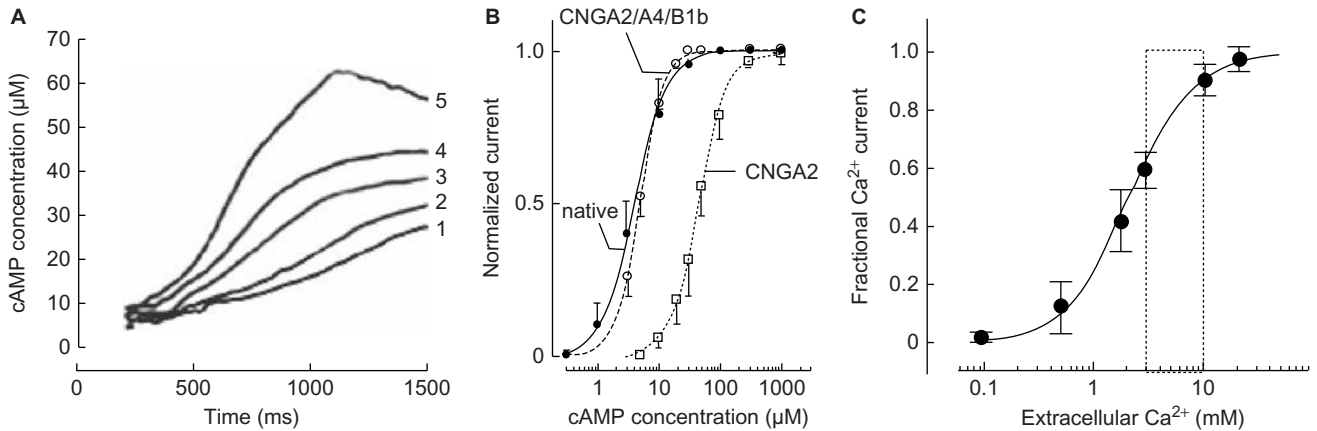 A
cAMP concentration (µM)
70
60
50
40
30
20
10
0
5
4
3
2
1
0 500 1000 1500
Time (ms)
B
CNGA2/A4/B1b
Normalized current
1.0
0.5
0
native
CNGA2
1 10 100 1000
cAMP concentration (µM)
C
Fractional Ca²⁺ current
1.0
0.8
0.6
0.4
0.2
0
0.1 1 10
Extracellular Ca²⁺ (mM)